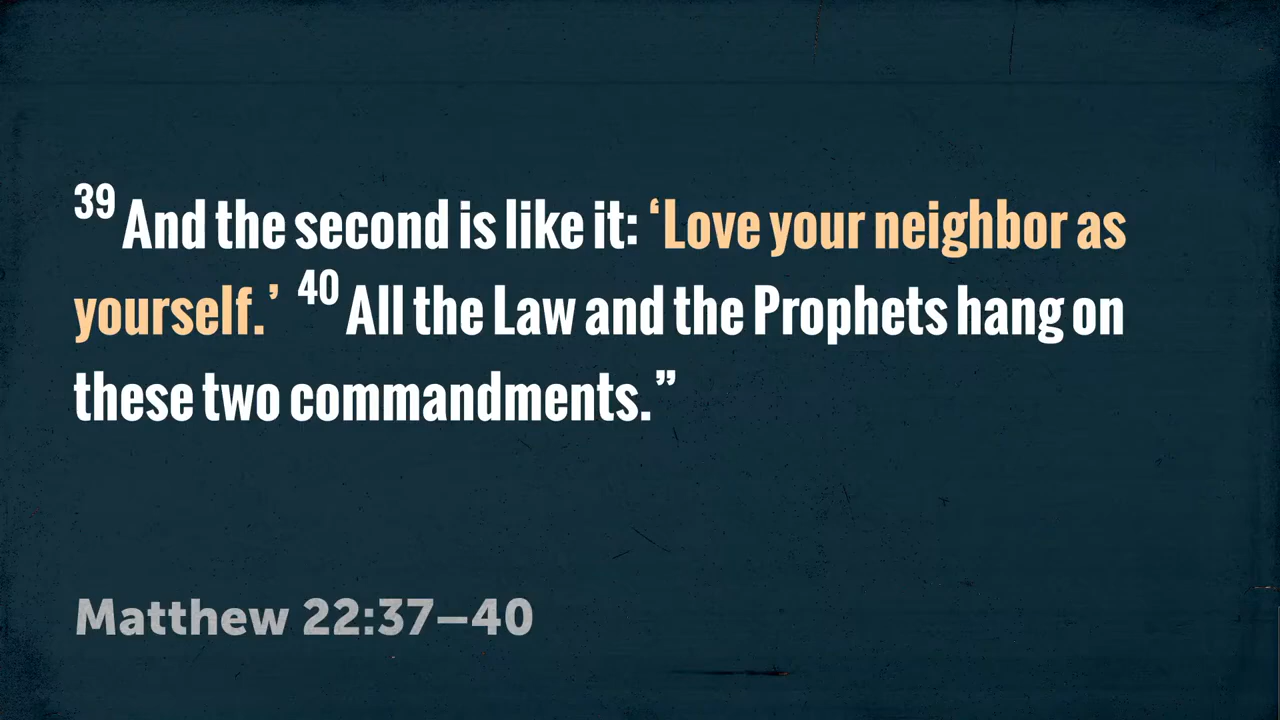 39 And the second is like it: ‘Love your neighbor as
yourself.’ 40 All the Law and the Prophets hang on
these two commandments.”
Matthew 22:37–40